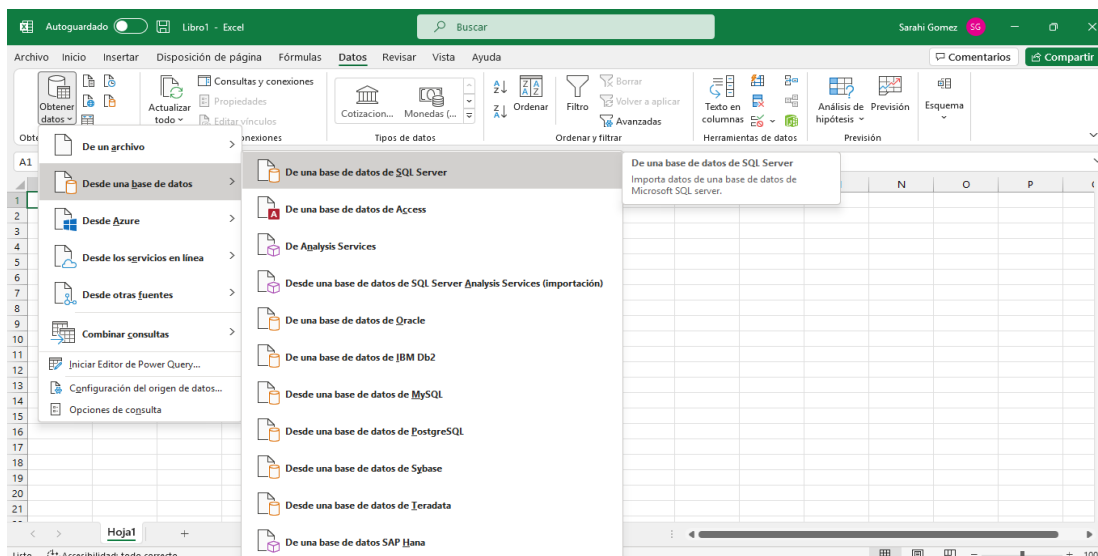 Autoguardado
Libro1 - Excel
Buscar
Sarahi Gomez
SG
Archivo Inicio Insertar Disposición de página Fórmulas Datos Revisar Vista Ayuda
Comentarios
Compartir
Obtener datos
Actualizar todo
Consultas y conexiones
Propiedades
Editar vínculos
Cotizacion...
Monedas (...
Ordenar
Filtro
Borrar
Volver a aplicar
Avanzadas
Texto en columnas
Análisis de hipótesis
Previsión
Esquema
Obte
onexiones
Tipos de datos
Ordenar y filtrar
Herramientas de datos
Previsión
A1
De un archivo
Desde una base de datos
Desde Azure
Desde los servicios en línea
Desde otras fuentes
Combinar consultas
Iniciar Editor de Power Query...
Configuración del origen de datos...
Opciones de consulta
De una base de datos de SQL Server
De una base de datos de Access
De Analysis Services
Desde una base de datos de SQL Server Analysis Services (importación)
De una base de datos de Oracle
De una base de datos de IBM Db2
Desde una base de datos de MySQL
Desde una base de datos de PostgreSQL
Desde una base de datos de Sybase
Desde una base de datos de Teradata
De una base de datos SAP Hana
De una base de datos de SQL Server
Importa datos de una base de datos de
Microsoft SQL server.
N O P
1
2
3
4
5
6
7
8
9
10
11
12
13
14
15
16
17
18
19
20
21
Hoja1
Listo
Accesibilidad: todo correcto
100